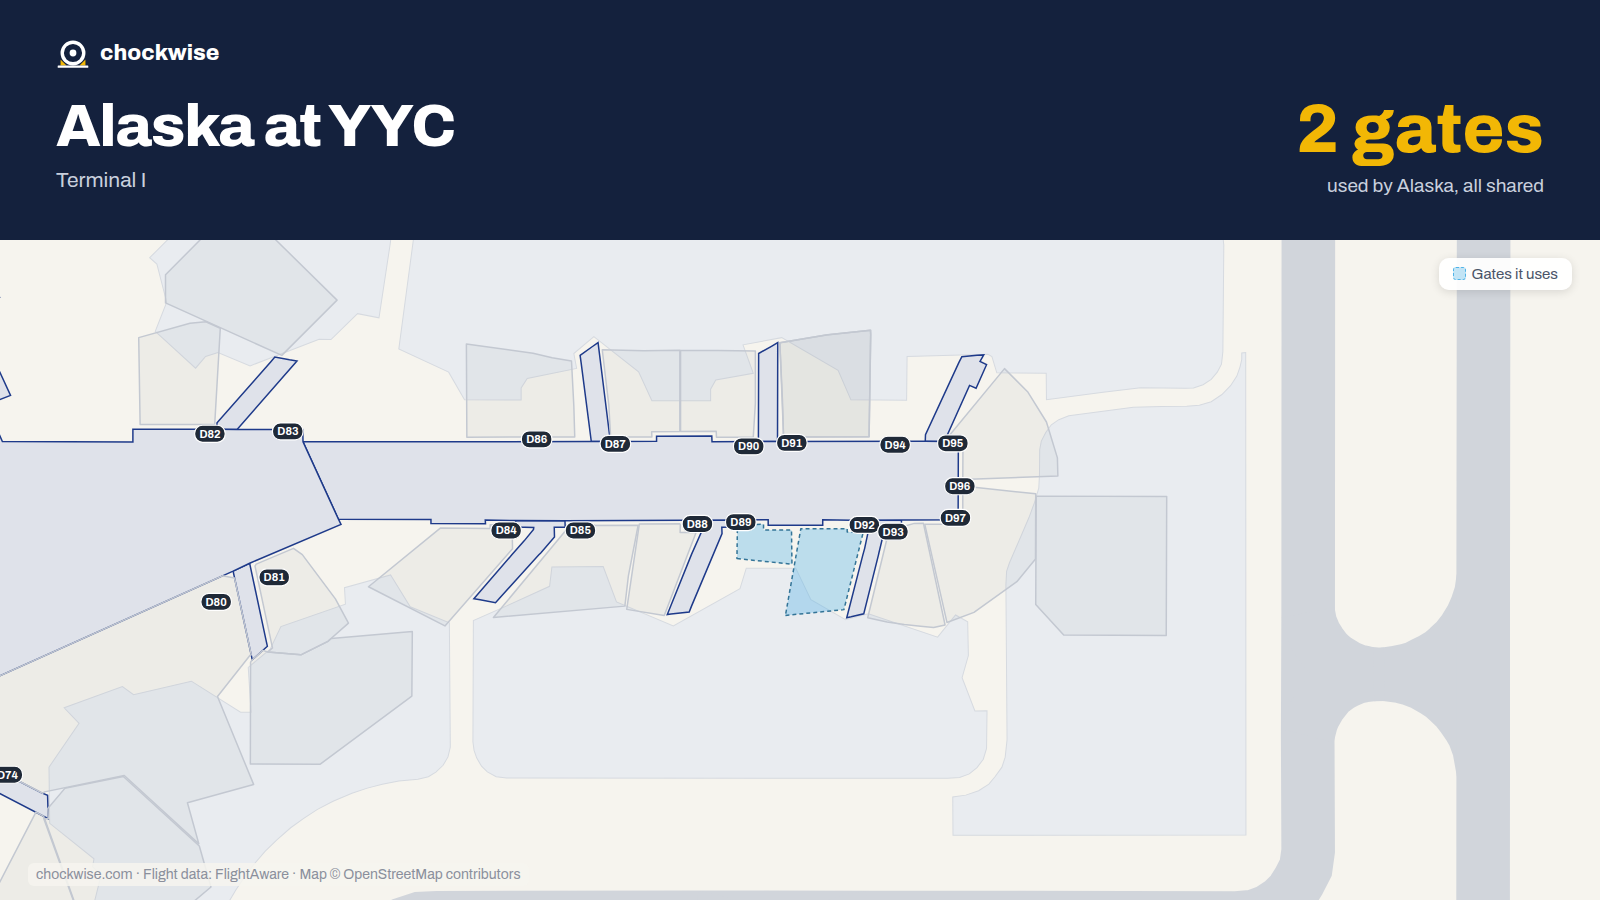 chockwise
Alaska at YYC
Terminal I
2 gates
used by Alaska, all shared
Gates it uses
D82
D83
D86
D87
D90
D91
D94
D95
D96
D97
D84
D85
D88
D89
D92
D93
D81
D80
D74
chockwise.com · Flight data: FlightAware · Map © OpenStreetMap contributors